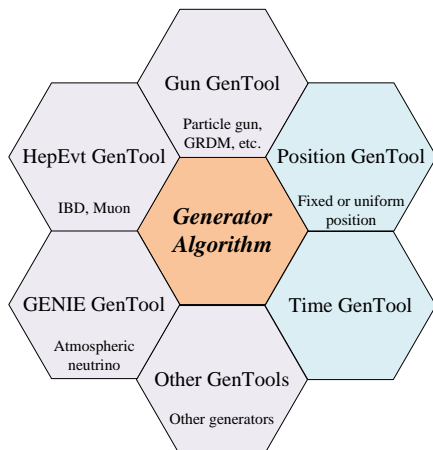 Gun GenTool
Particle gun,
GRDM, etc.
HepEvt GenTool
IBD, Muon
Position GenTool
Fixed or uniform
position
Generator
Algorithm
GENIE GenTool
Atmospheric
neutrino
Time GenTool
Other GenTools
Other generators